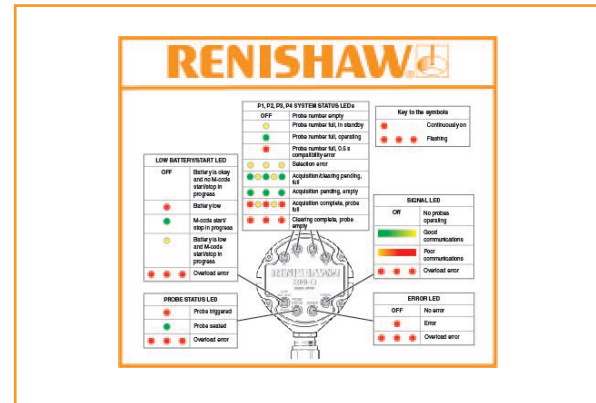 RENISHAW
P1, P2, P3, P4 SYSTEM STATUS LEDs
OFF Probe number empty
Probe number full, in standby
Probe number full, operating
Probe number full, 0.5 s
compatibility error
Selection error
Acquisition/clearing pending,
full
Acquisition pending, empty
Acquisition complete, probe
full
Clearing complete, probe
empty
Key to the symbols
Continuously on
Flashing
LOW BATTERY/START LED
OFF Battery is okay
and no M-code
start/stop in
progress
Battery low
M-code start/
stop in progress
Battery is low
and M-code
start/stop in
progress
Overload error
SIGNAL LED
Off No probes
operating
Good
communications
Poor
communications
Overload error
RENISHAW
PROBE STATUS LED
Probe triggered
Probe seated
Overload error
ERROR LED
OFF No error
Error
Overload error